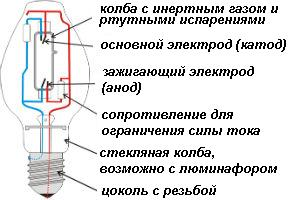 колба с инертным газом и
ртутными испарениями
основной электрод (катод)
зажигающий электрод
(анод)
сопротивление для
ограничения силы тока
стекляная колба,
возможно с люминафором
цоколь с резьбой